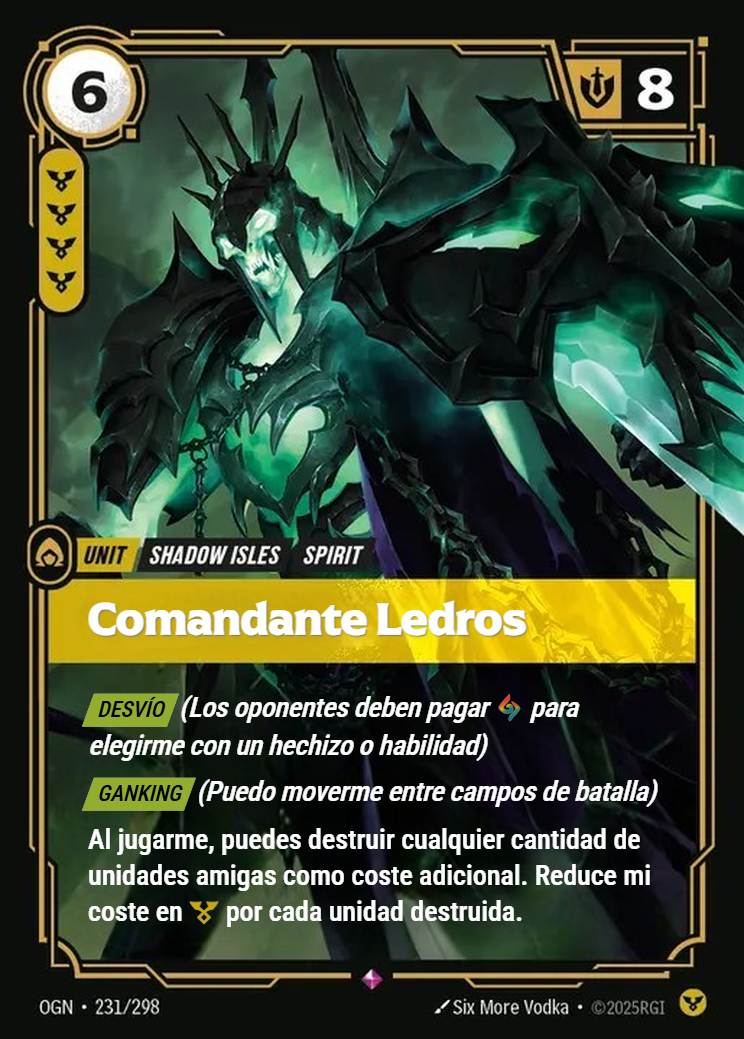 6
8
UNIT SHADOW ISLES SPIRIT
Comandante Ledros
DESVÍO (Los oponentes deben pagar para
elegirme con un hechizo o habilidad)
GANKING (Puedo moverme entre campos de batalla)
Al jugarme, puedes destruir cualquier cantidad de
unidades amigas como coste adicional. Reduce mi
coste en por cada unidad destruida.
OGN • 231/298 Six More Vodka • ©2025RGI